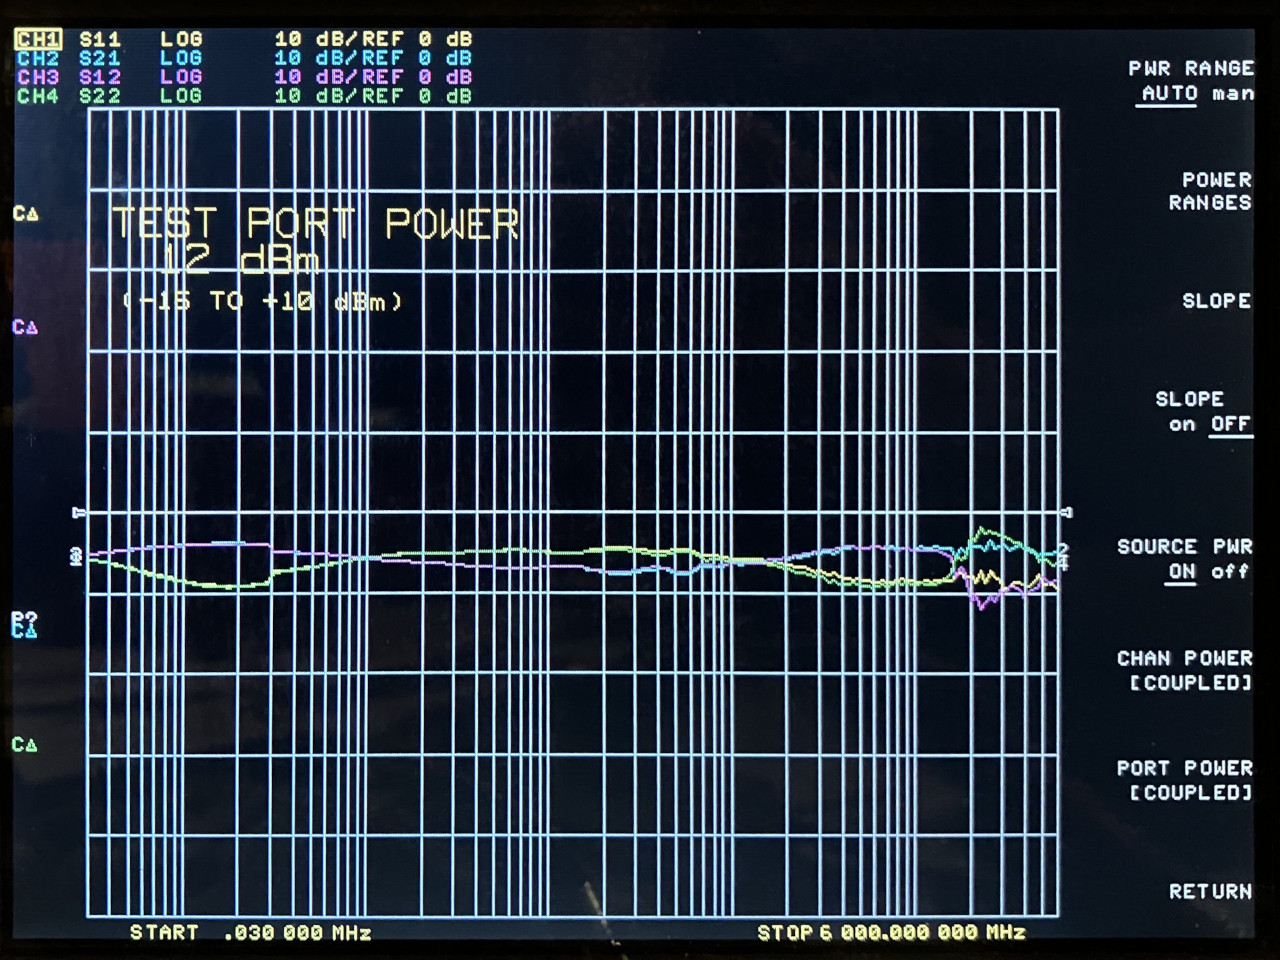 CH1 S11 LOG 10 dB/REF 0 dB
CH2 S21 LOG 10 dB/REF 0 dB
CH3 S12 LOG 10 dB/REF 0 dB
CH4 S22 LOG 10 dB/REF 0 dB
PWR RANGE
AUTO man
POWER
RANGES
CΔ
TEST PORT POWER
12 dBm
(-15 TO +10 dBm)
SLOPE
CΔ
SLOPE
on OFF
SOURCE PWR
ON off
2
4
P?
CΔ
CHAN POWER
[COUPLED]
CΔ
PORT POWER
[COUPLED]
RETURN
START .030 000 MHz
STOP 6 000.000 000 MHz